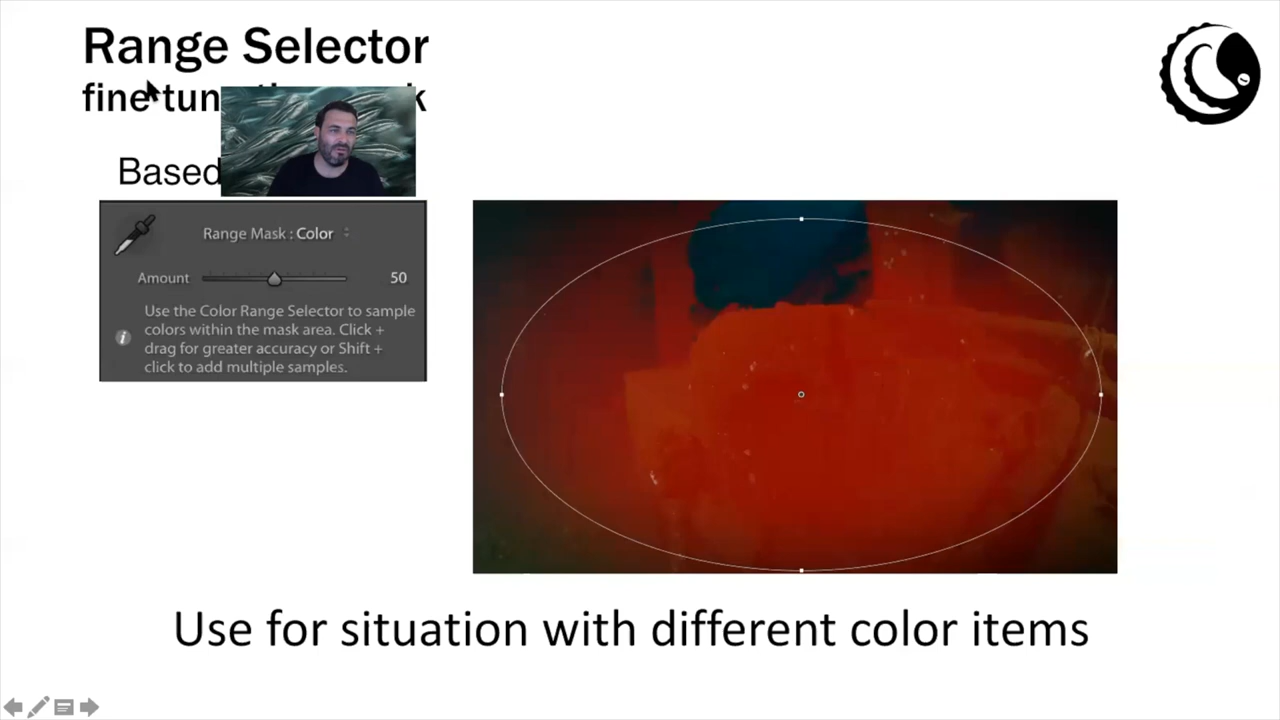 Range Selector
fine tun k
Based
Range Mask : Color
Amount 50
Use the Color Range Selector to sample
colors within the mask area. Click +
drag for greater accuracy or Shift +
click to add multiple samples.
Use for situation with different color items